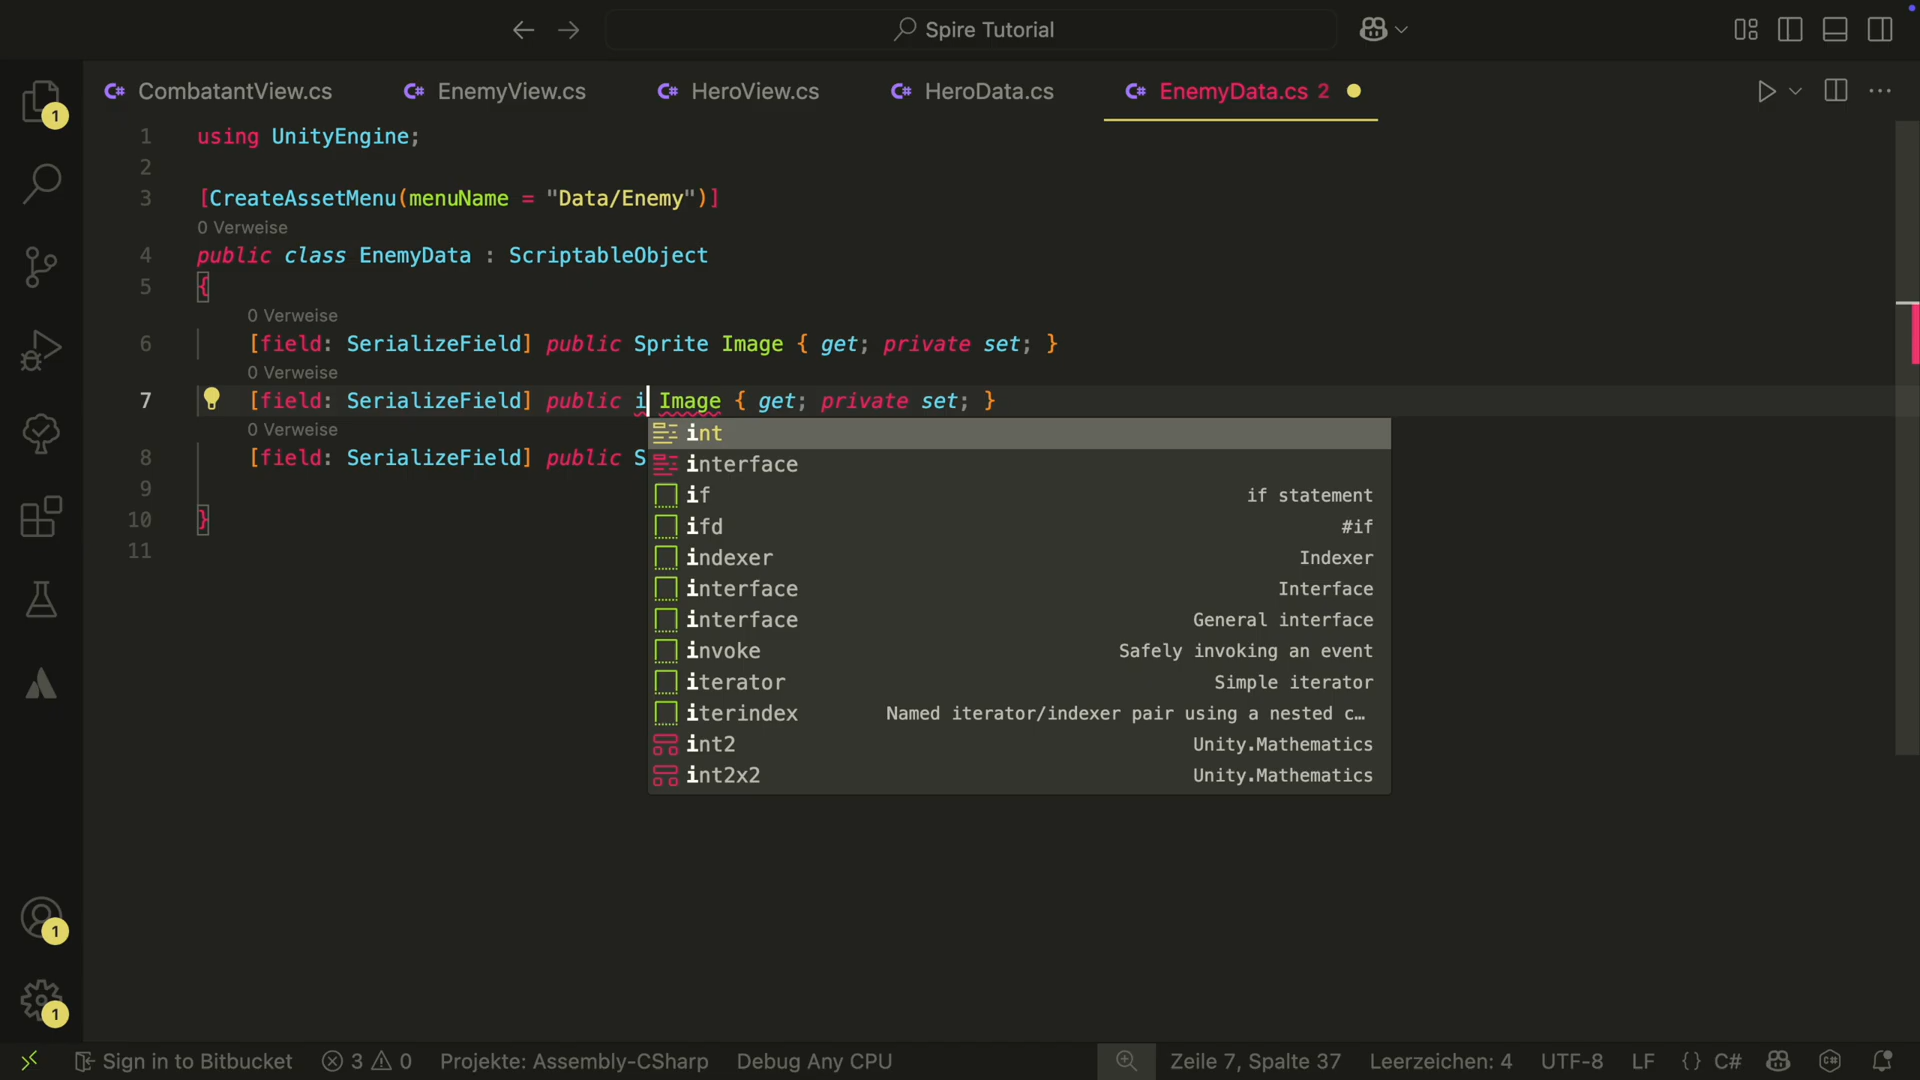 Spire Tutorial
CombatantView.cs EnemyView.cs HeroView.cs HeroData.cs EnemyData.cs 2
1 using UnityEngine;
2
3 [CreateAssetMenu(menuName = "Data/Enemy")]
0 Verweise
4 public class EnemyData : ScriptableObject
5 {
0 Verweise
6 [field: SerializeField] public Sprite Image { get; private set; }
0 Verweise
7 [field: SerializeField] public i Image { get; private set; }
0 Verweise
8 [field: SerializeField] public S
9
10 }
11
int
interface
if if statement
ifd #if
indexer Indexer
interface Interface
interface General interface
invoke Safely invoking an event
iterator Simple iterator
iterindex Named iterator/indexer pair using a nested c…
int2 Unity.Mathematics
int2x2 Unity.Mathematics
1
1
1
Sign in to Bitbucket 3 0 Projekte: Assembly-CSharp Debug Any CPU Zeile 7, Spalte 37 Leerzeichen: 4 UTF-8 LF {} C#